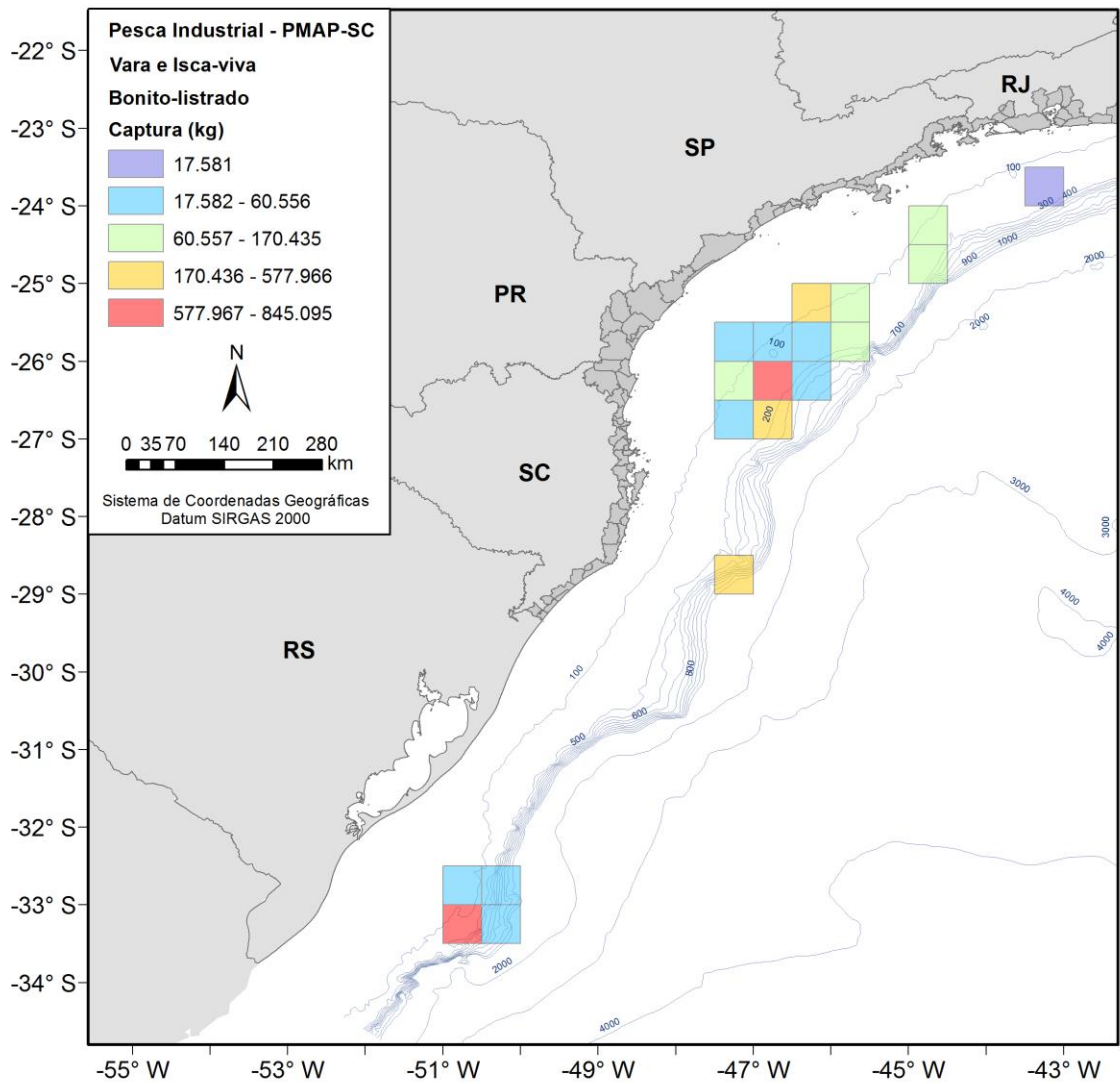 Pesca Industrial - PMAP-SC
Vara e Isca-viva
Bonito-listrado
Captura (kg)
17.581
17.582 - 60.556
60.557 - 170.435
170.436 - 577.966
577.967 - 845.095
N
0 35 70 140 210 280
km
Sistema de Coordenadas Geográficas
Datum SIRGAS 2000
-22° S
-23° S
-24° S
-25° S
-26° S
-27° S
-28° S
-29° S
-30° S
-31° S
-32° S
-33° S
-34° S
RJ
SP
PR
SC
RS
100
300
400
1000
900
2000
700
2000
100
200
3000
3000
4000
4000
800
100
600
500
2000
4000
-55° W
-53° W
-51° W
-49° W
-47° W
-45° W
-43° W